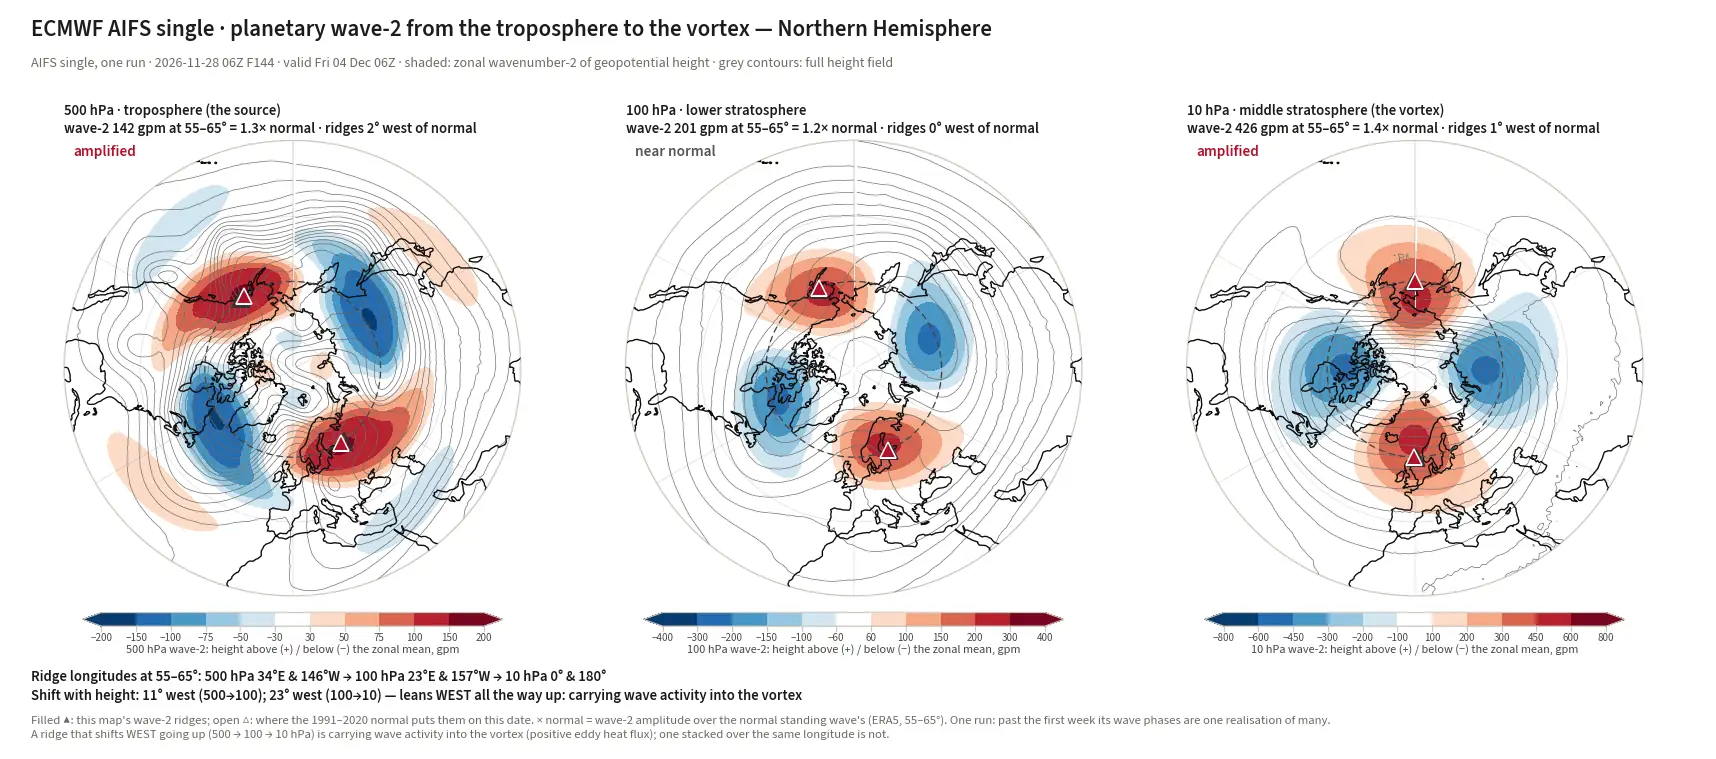 ECMWF AIFS single · planetary wave-2 from the troposphere to the vortex — Northern Hemisphere
AIFS single, one run · 2026-11-28 06Z F144 · valid Fri 04 Dec 06Z · shaded: zonal wavenumber-2 of geopotential height · grey contours: full height field
500 hPa · troposphere (the source)
wave-2 142 gpm at 55–65° = 1.3× normal · ridges 2° west of normal
amplified
100 hPa · lower stratosphere
wave-2 201 gpm at 55–65° = 1.2× normal · ridges 0° west of normal
near normal
10 hPa · middle stratosphere (the vortex)
wave-2 426 gpm at 55–65° = 1.4× normal · ridges 1° west of normal
amplified
−200 −150 −100 −75 −50 −30 30 50 75 100 150 200
500 hPa wave-2: height above (+) / below (−) the zonal mean, gpm
−400 −300 −200 −150 −100 −60 60 100 150 200 300 400
100 hPa wave-2: height above (+) / below (−) the zonal mean, gpm
−800 −600 −450 −300 −200 −100 100 200 300 450 600 800
10 hPa wave-2: height above (+) / below (−) the zonal mean, gpm
Ridge longitudes at 55–65°: 500 hPa 34°E & 146°W → 100 hPa 23°E & 157°W → 10 hPa 0° & 180°
Shift with height: 11° west (500→100); 23° west (100→10) — leans WEST all the way up: carrying wave activity into the vortex
Filled ▲: this map's wave-2 ridges; open △: where the 1991–2020 normal puts them on this date. × normal = wave-2 amplitude over the normal standing wave's (ERA5, 55–65°). One run: past the first week its wave phases are one realisation of many.
A ridge that shifts WEST going up (500 → 100 → 10 hPa) is carrying wave activity into the vortex (positive eddy heat flux); one stacked over the same longitude is not.